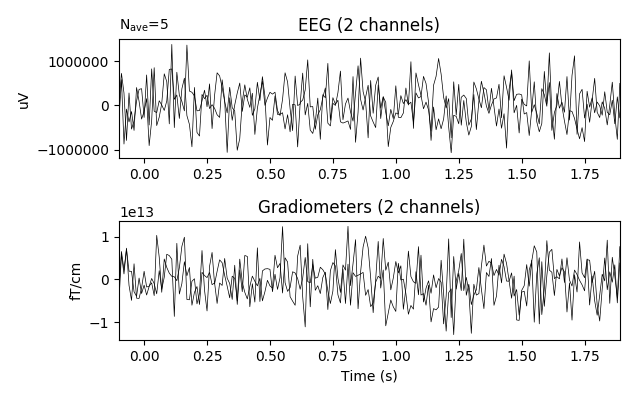 Nave=5
EEG (2 channels)
1000000
0
−1000000
uV
0.00 0.25 0.50 0.75 1.00 1.25 1.50 1.75
1e13
Gradiometers (2 channels)
1
0
−1
fT/cm
0.00 0.25 0.50 0.75 1.00 1.25 1.50 1.75
Time (s)